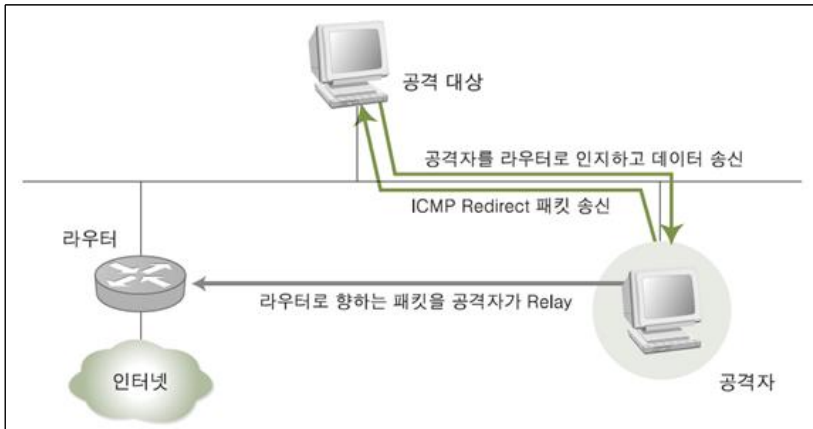 공격 대상
공격자를 라우터로 인지하고 데이터 송신
ICMP Redirect 패킷 송신
라우터
라우터로 향하는 패킷을 공격자가 Relay
인터넷
공격자